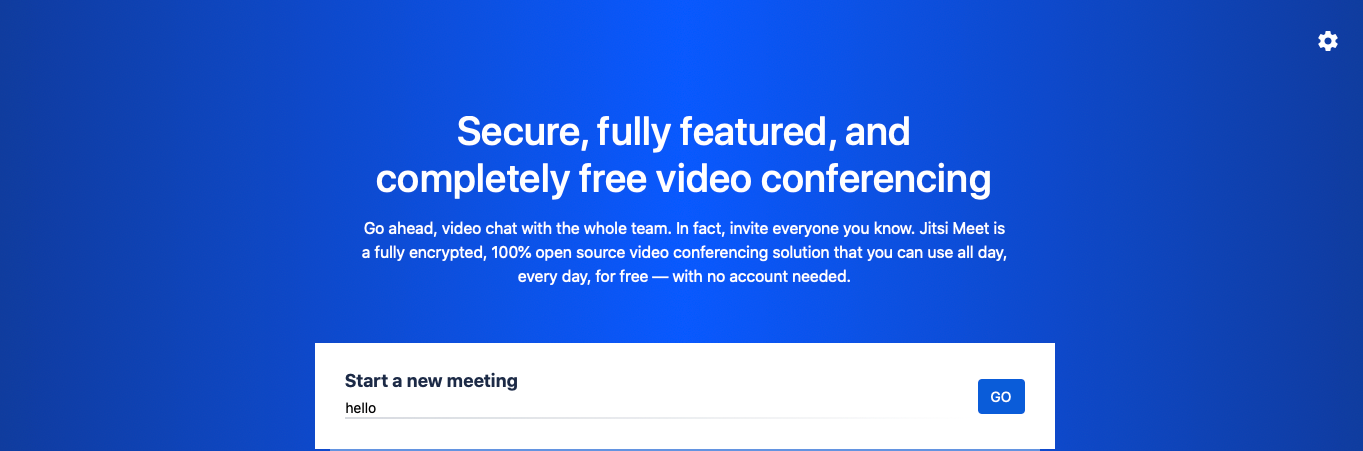 Secure, fully featured, and
completely free video conferencing
Go ahead, video chat with the whole team. In fact, invite everyone you know. Jitsi Meet is
a fully encrypted, 100% open source video conferencing solution that you can use all day,
every day, for free — with no account needed.
Start a new meeting
hello
GO